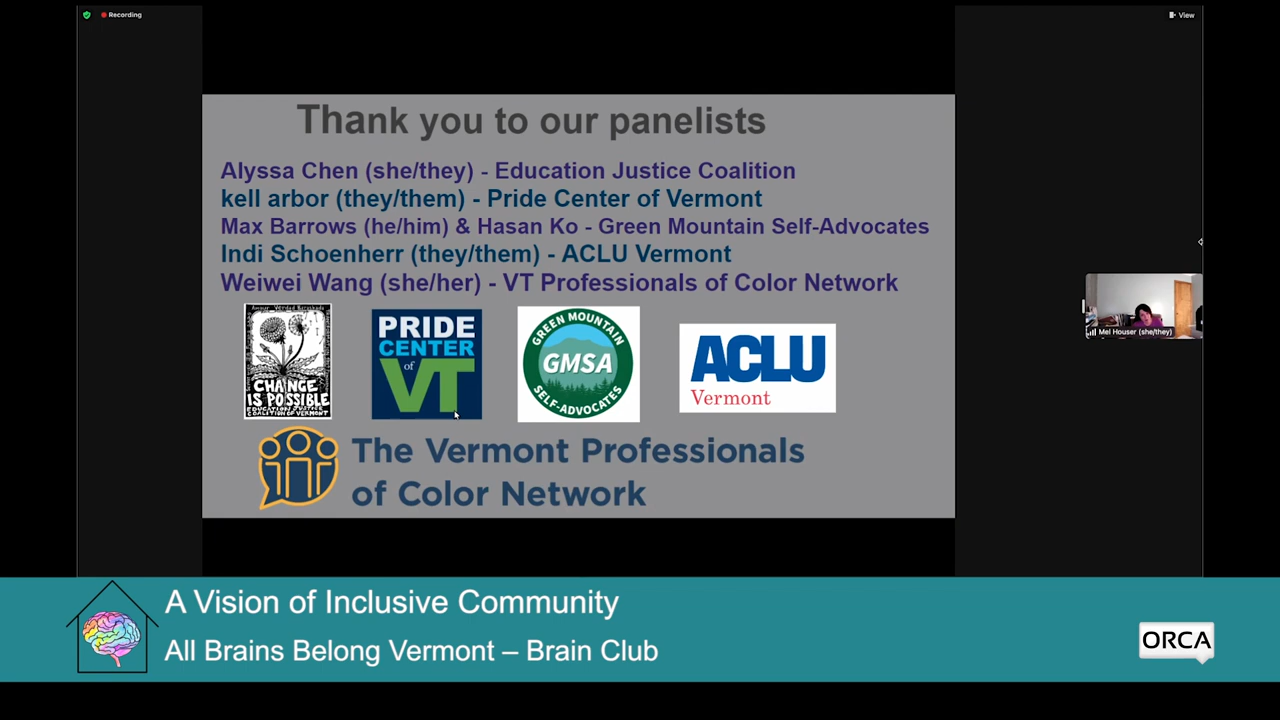 Recording
View
Thank you to our panelists
Alyssa Chen (she/they) - Education Justice Coalition
kell arbor (they/them) - Pride Center of Vermont
Max Barrows (he/him) & Hasan Ko - Green Mountain Self-Advocates
Indi Schoenherr (they/them) - ACLU Vermont
Weiwei Wang (she/her) - VT Professionals of Color Network
CHANGE
IS POSSIBLE
EDUCATION JUSTICE
COALITION OF VERMONT
PRIDE
CENTER
of
VT
GREEN MOUNTAIN
GMSA
SELF-ADVOCATES
ACLU
Vermont
Mel Houser (she/they)
The Vermont Professionals
of Color Network
A Vision of Inclusive Community
All Brains Belong Vermont – Brain Club
ORCA